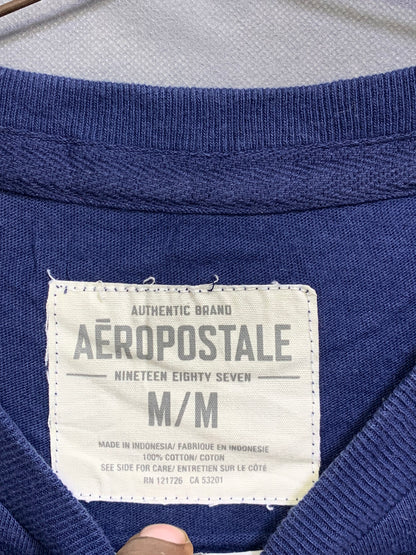 AUTHENTIC BRAND
AĒROPOSTALE
NINETEEN EIGHTY SEVEN
M/M
MADE IN INDONESIA/ FABRIQUE EN INDONESIE
100% COTTON/ COTON
SEE SIDE FOR CARE/ ENTRETIEN SUR LE CÔTÉ
RN 121726 CA 53201